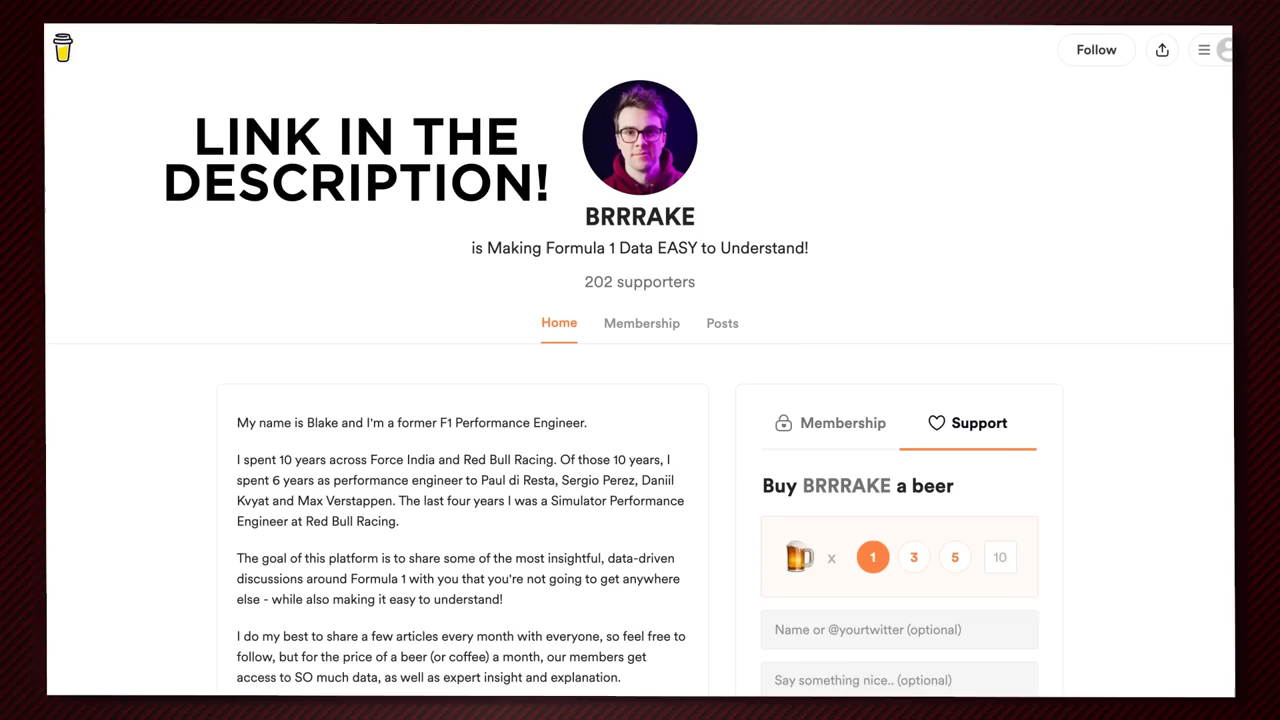 Follow
LINK IN THE
DESCRIPTION!
BRRRAKE
is Making Formula 1 Data EASY to Understand!
202 supporters
Home Membership Posts
My name is Blake and I'm a former F1 Performance Engineer.
I spent 10 years across Force India and Red Bull Racing. Of those 10 years, I
spent 6 years as performance engineer to Paul di Resta, Sergio Perez, Daniil
Kvyat and Max Verstappen. The last four years I was a Simulator Performance
Engineer at Red Bull Racing.
The goal of this platform is to share some of the most insightful, data-driven
discussions around Formula 1 with you that you're not going to get anywhere
else - while also making it easy to understand!
I do my best to share a few articles every month with everyone, so feel free to
follow, but for the price of a beer (or coffee) a month, our members get
access to SO much data, as well as expert insight and explanation.
Membership Support
Buy BRRRAKE a beer
x 1 3 5 10
Name or @yourtwitter (optional)
Say something nice.. (optional)